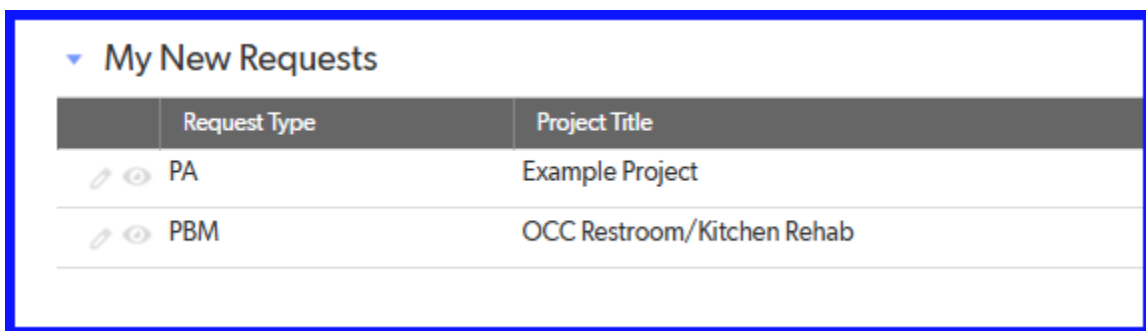 My New Requests
Request Type Project Title
PA Example Project
PBM OCC Restroom/Kitchen Rehab